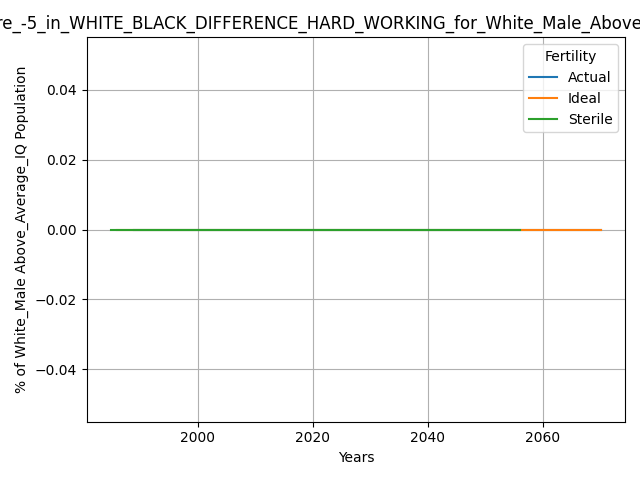 re_-5_in_WHITE_BLACK_DIFFERENCE_HARD_WORKING_for_White_Male_Above
Fertility
Actual
Ideal
Sterile
% of White_Male Above_Average_IQ Population
0.04
0.02
0.00
−0.02
−0.04
2000 2020 2040 2060
Years